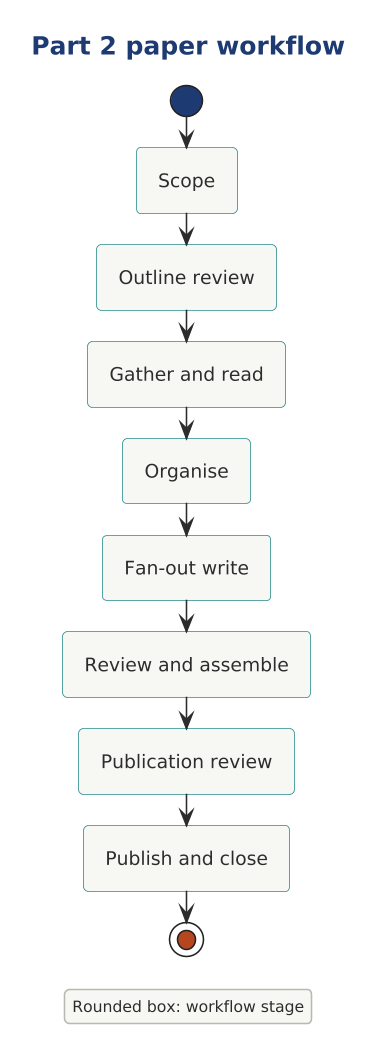 Part 2 paper workflow
Scope
Outline review
Gather and read
Organise
Fan-out write
Review and assemble
Publication review
Publish and close
Rounded box: workflow stage